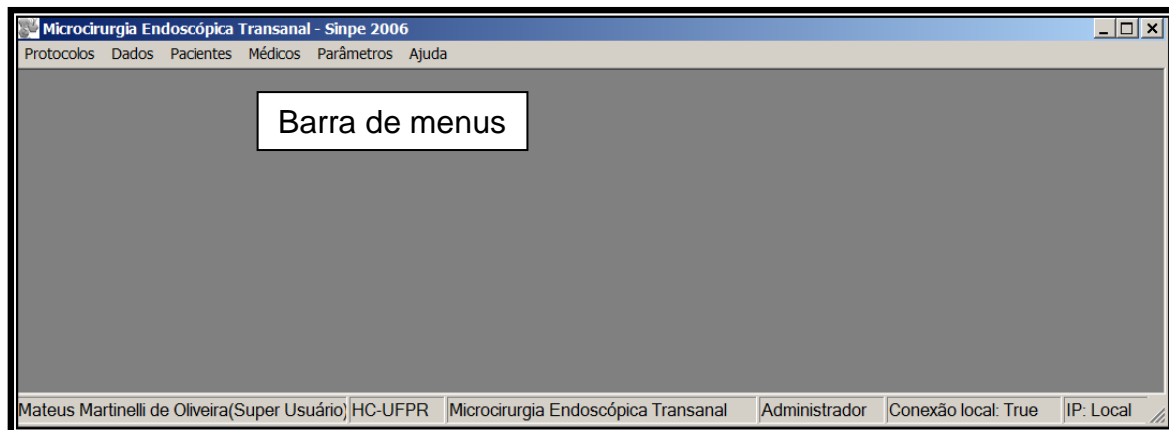 Microcirurgia Endoscópica Transanal - Sinpe 2006
Protocolos Dados Pacientes Médicos Parâmetros Ajuda
Barra de menus
Mateus Martinelli de Oliveira(Super Usuário) HC-UFPR Microcirurgia Endoscópica Transanal Administrador Conexão local: True IP: Local